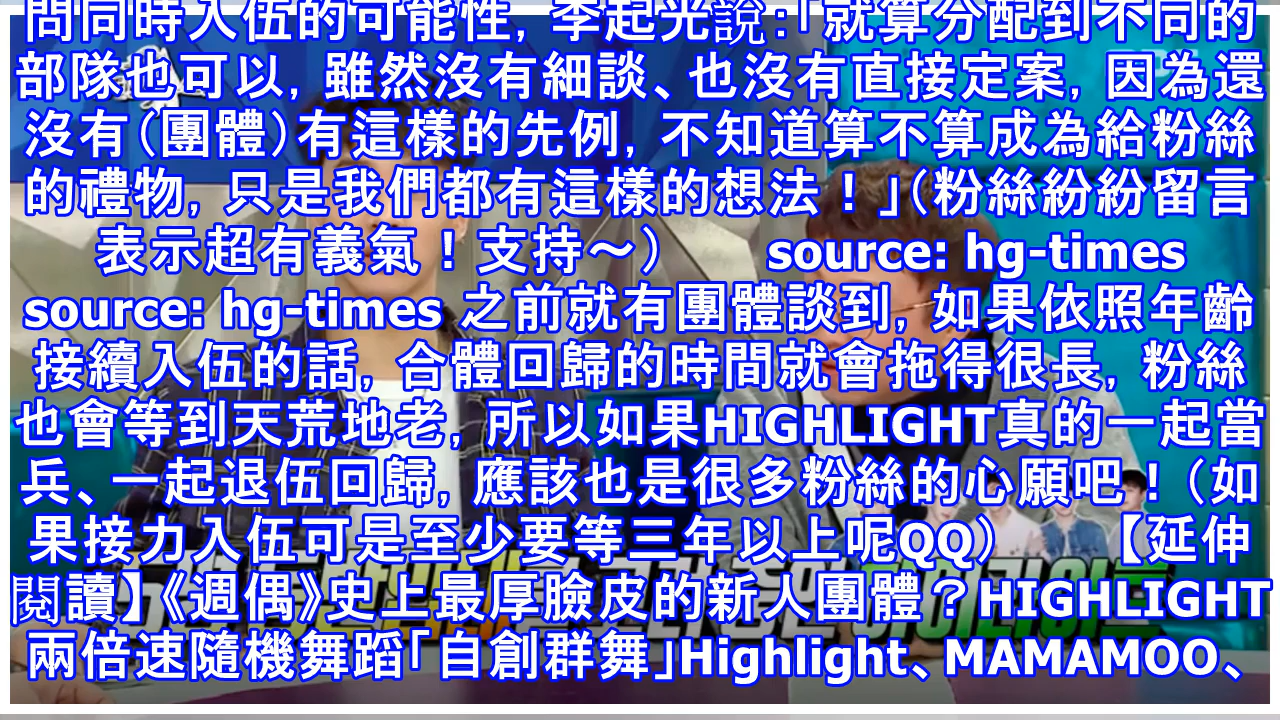 問同時入伍的可能性, 李起光說:「就算分配到不同的
部隊也可以, 雖然沒有細談、也沒有直接定案, 因為還
沒有(團體)有這樣的先例, 不知道算不算成為給粉絲
的禮物, 只是我們都有這樣的想法！」(粉絲紛紛留言
表示超有義氣！支持～) source: hg-times
source: hg-times 之前就有團體談到, 如果依照年齡
接續入伍的話, 合體回歸的時間就會拖得很長, 粉絲
也會等到天荒地老, 所以如果HIGHLIGHT真的一起當
兵、一起退伍回歸, 應該也是很多粉絲的心願吧！(如
果接力入伍可是至少要等三年以上呢QQ) 【延伸
閱讀】《週偶》史上最厚臉皮的新人團體？HIGHLIGHT
兩倍速隨機舞蹈「自創群舞」Highlight、MAMAMOO、